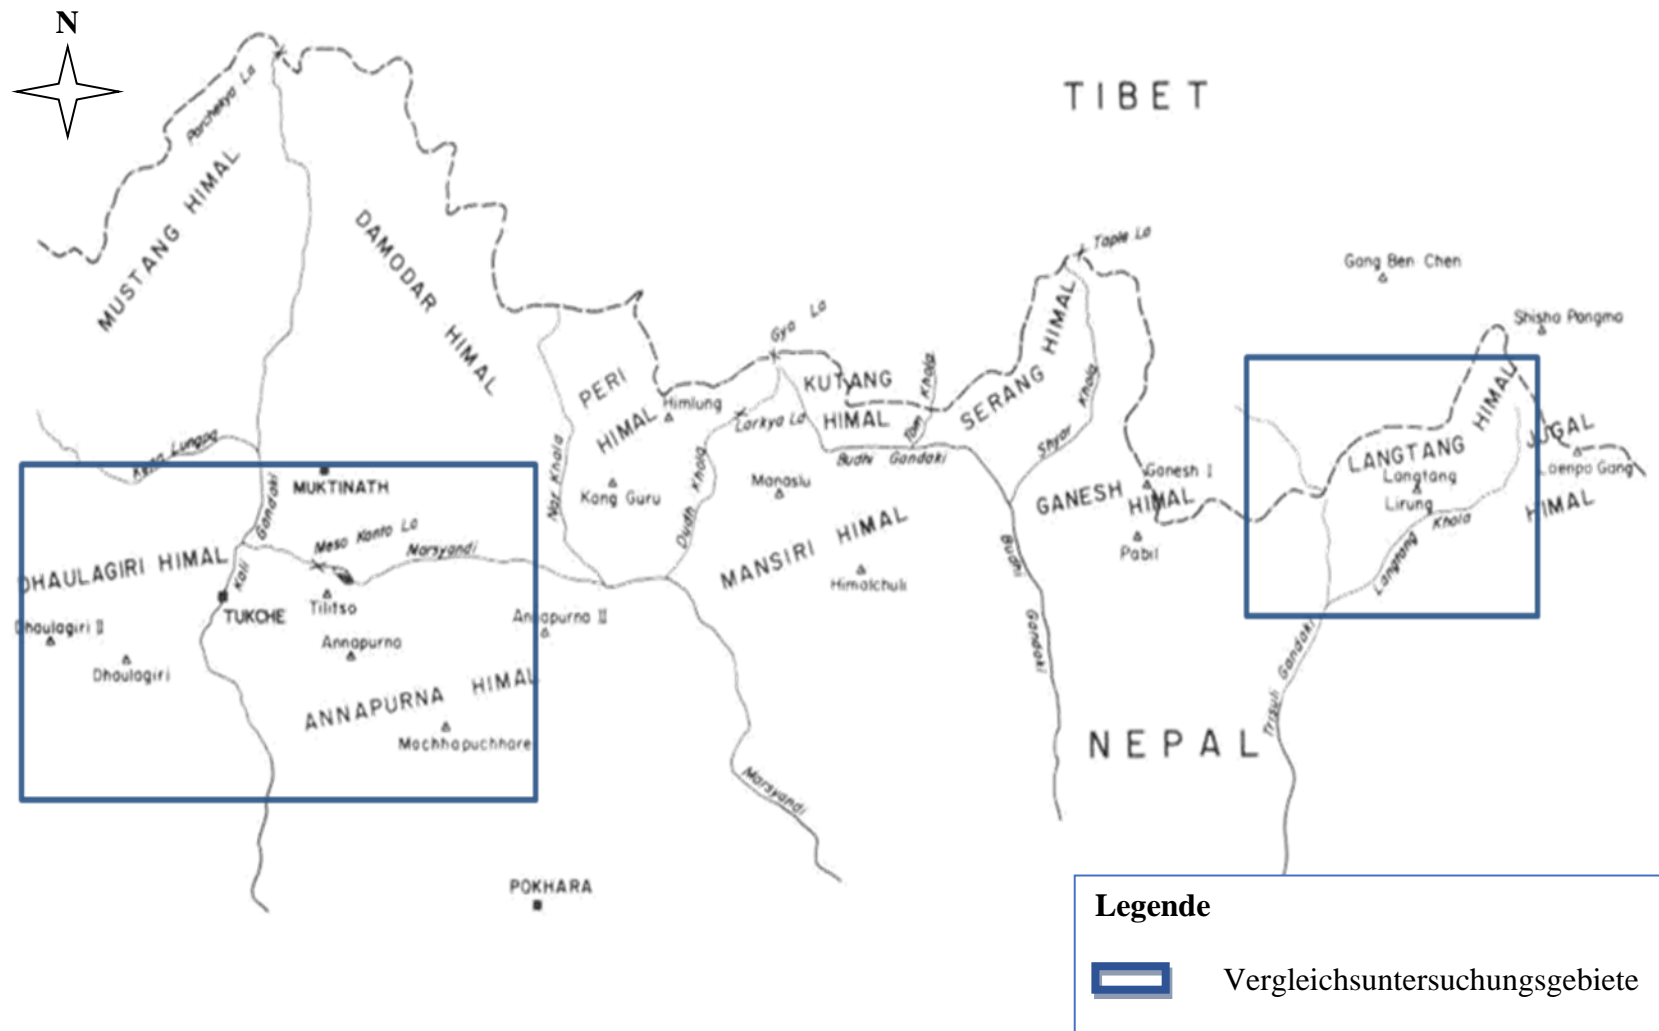 N
TIBET
Parchekya La
MUSTANG HIMAL
DAMODAR HIMAL
Tople La
Gang Ben Chen
Shisha Pangma
Gya La
PERI
HIMAL
Himlung
KUTANG
HIMAL
Larkya La
Tom Khola
SERANG HIMAL
Shyar Khola
Budhi Gandaki
Nar Khola
Kang Guru
Dudh Khola
Manaslu
MANSIRI HIMAL
Himalchuli
GANESH HIMAL
Ganesh I
Pabil
LANGTANG HIMAL
Langtang
Lirung
Langtang Khola
JUGAL
HIMAL
Loenpo Gang
Lungpa
MUKTINATH
Kali Gandaki
Meso Kanto La
Marsyandi
DHAULAGIRI HIMAL
TUKCHE
Tilitso
Dhaulagiri II
Dhaulagiri
Annapurna
Annapurna II
ANNAPURNA HIMAL
Machhapuchhare
Budhi Gandaki
Trisuli Gandaki
NEPAL
Marsyandi
POKHARA
Legende
Vergleichsuntersuchungsgebiete